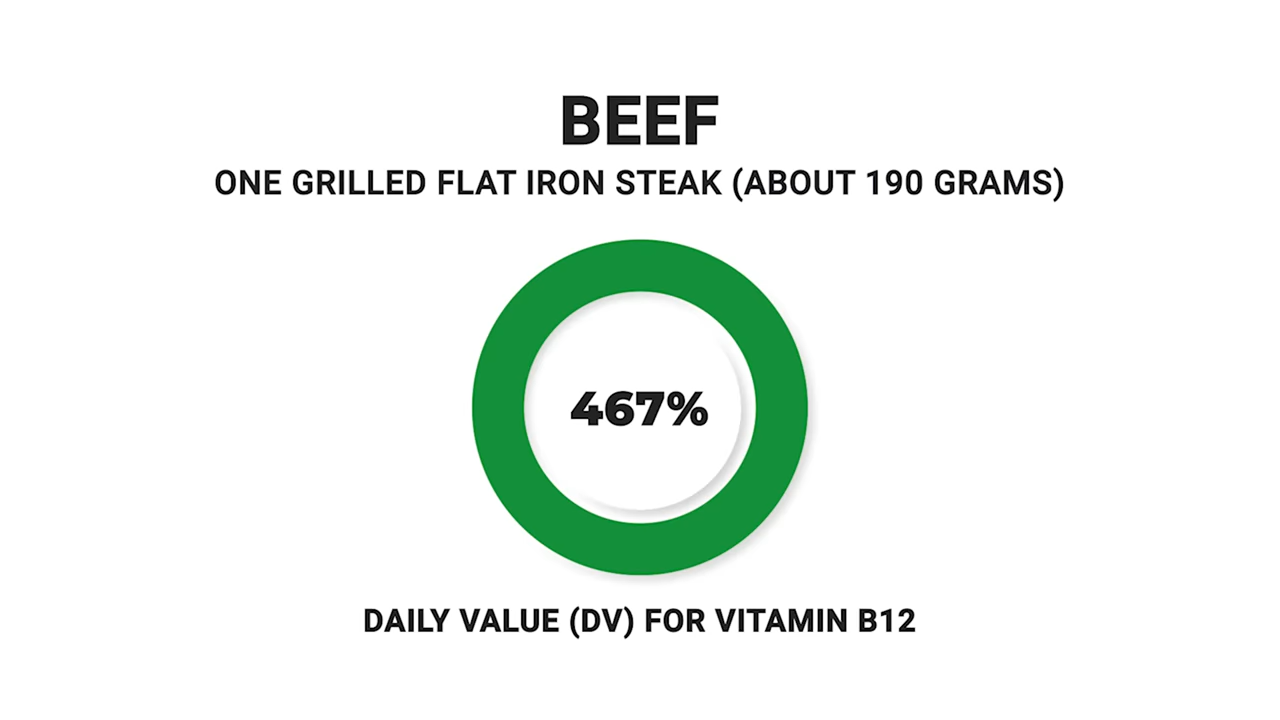 BEEF
ONE GRILLED FLAT IRON STEAK (ABOUT 190 GRAMS)
467%
DAILY VALUE (DV) FOR VITAMIN B12